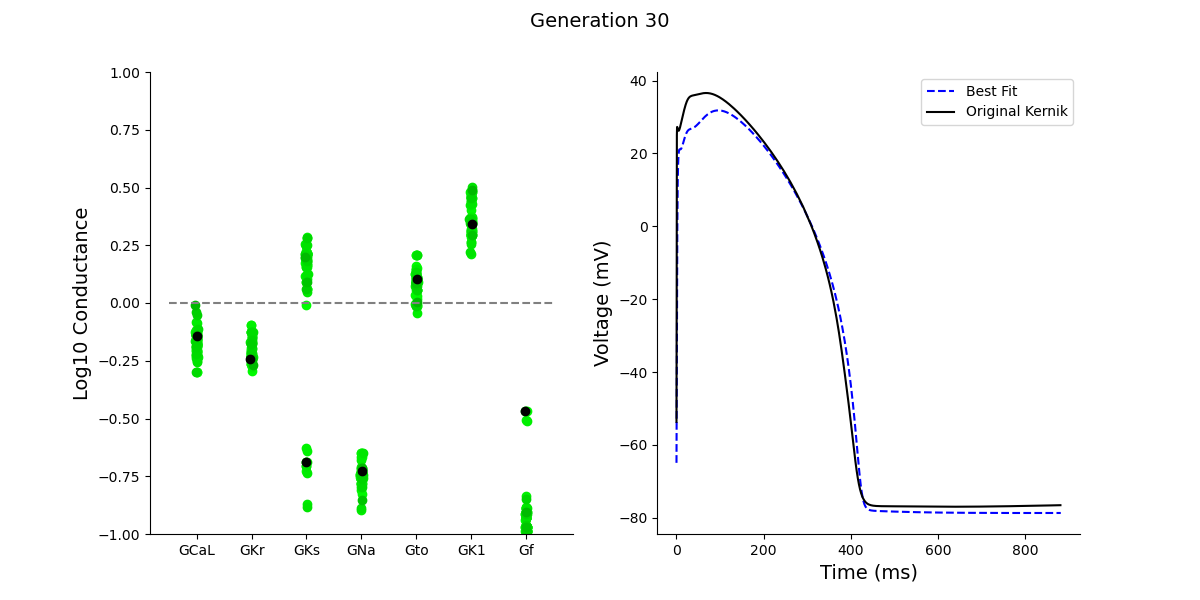 Generation 30
1.00
0.75
0.50
0.25
0.00
−0.25
−0.50
−0.75
−1.00
Log10 Conductance
GCaL GKr GKs GNa Gto GK1 Gf
40
20
0
−20
−40
−60
−80
Voltage (mV)
Best Fit
Original Kernik
0 200 400 600 800
Time (ms)